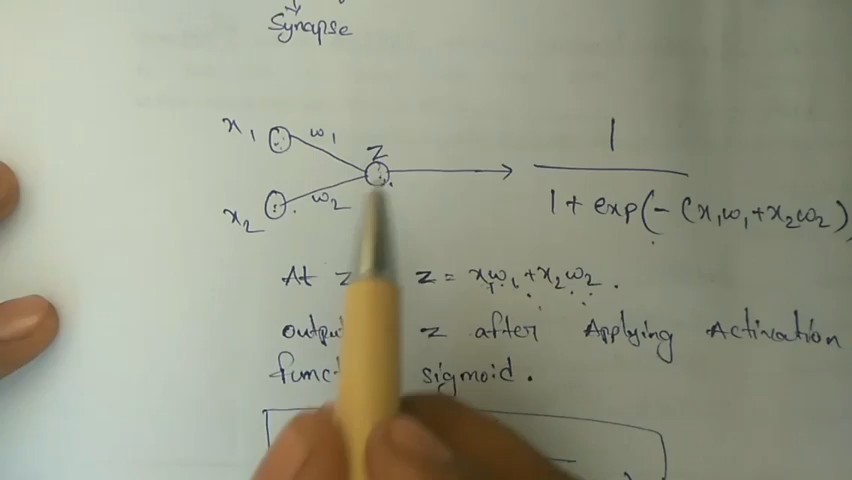 Synapse
x1 w1 z
1
x2 w2
1 + exp(- (x1w1+x2w2)
At z z = x1w1+x2w2 .
z after Applying Activation
sigmoid.